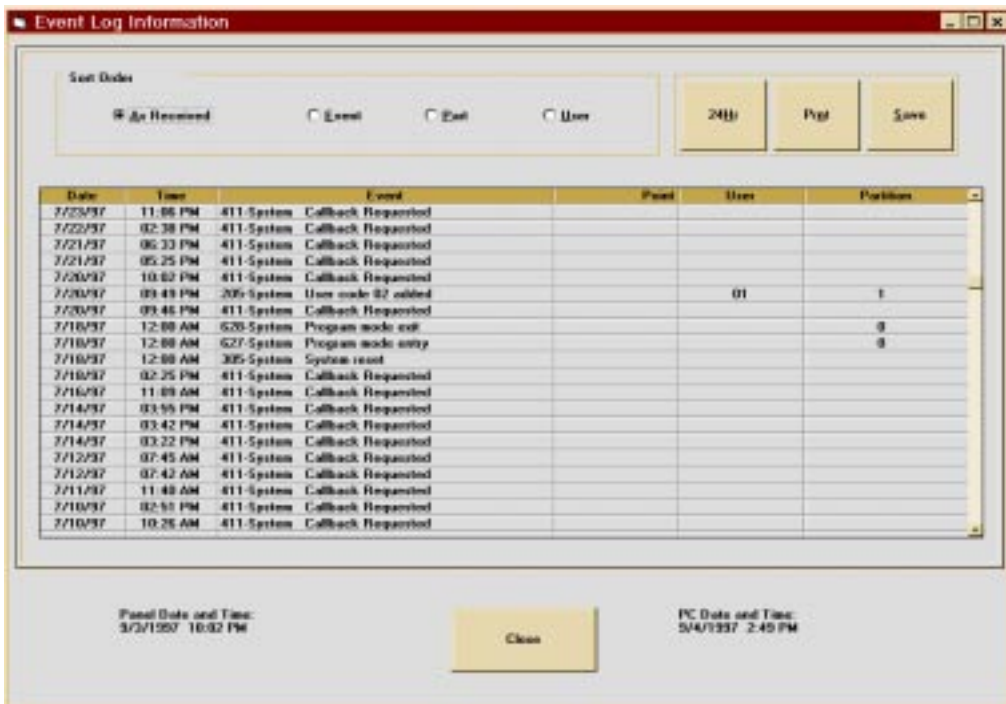 Event Log Information
Sort Order
As Received Event Part User
24Hr Print Save
Date Time Event Point User Partition
7/23/97 11:06 PM 411-System Callback Requested
7/22/97 02:38 PM 411-System Callback Requested
7/21/97 06:33 PM 411-System Callback Requested
7/21/97 05:25 PM 411-System Callback Requested
7/20/97 10:02 PM 411-System Callback Requested
7/20/97 09:49 PM 205-System User code 02 added 01 1
7/20/97 09:46 PM 411-System Callback Requested
7/18/97 12:00 AM 628-System Program mode exit 0
7/18/97 12:00 AM 627-System Program mode entry 0
7/18/97 12:00 AM 305-System System reset
7/18/97 02:25 PM 411-System Callback Requested
7/16/97 11:09 AM 411-System Callback Requested
7/14/97 03:55 PM 411-System Callback Requested
7/14/97 03:42 PM 411-System Callback Requested
7/14/97 03:22 PM 411-System Callback Requested
7/12/97 07:45 AM 411-System Callback Requested
7/12/97 07:42 AM 411-System Callback Requested
7/11/97 11:40 AM 411-System Callback Requested
7/10/97 02:51 PM 411-System Callback Requested
7/10/97 10:26 AM 411-System Callback Requested
Panel Date and Time:
9/3/1997 10:02 PM
Close
PC Date and Time:
9/4/1997 2:49 PM